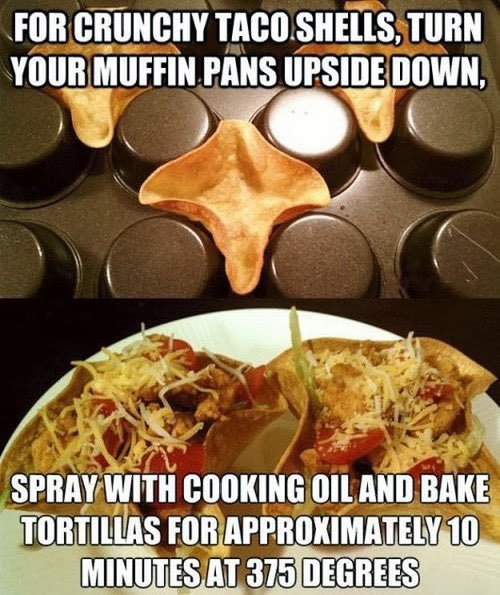 FOR CRUNCHY TACO SHELLS, TURN
YOUR MUFFIN PANS UPSIDE DOWN,
SPRAY WITH COOKING OIL AND BAKE
TORTILLAS FOR APPROXIMATELY 10
MINUTES AT 375 DEGREES